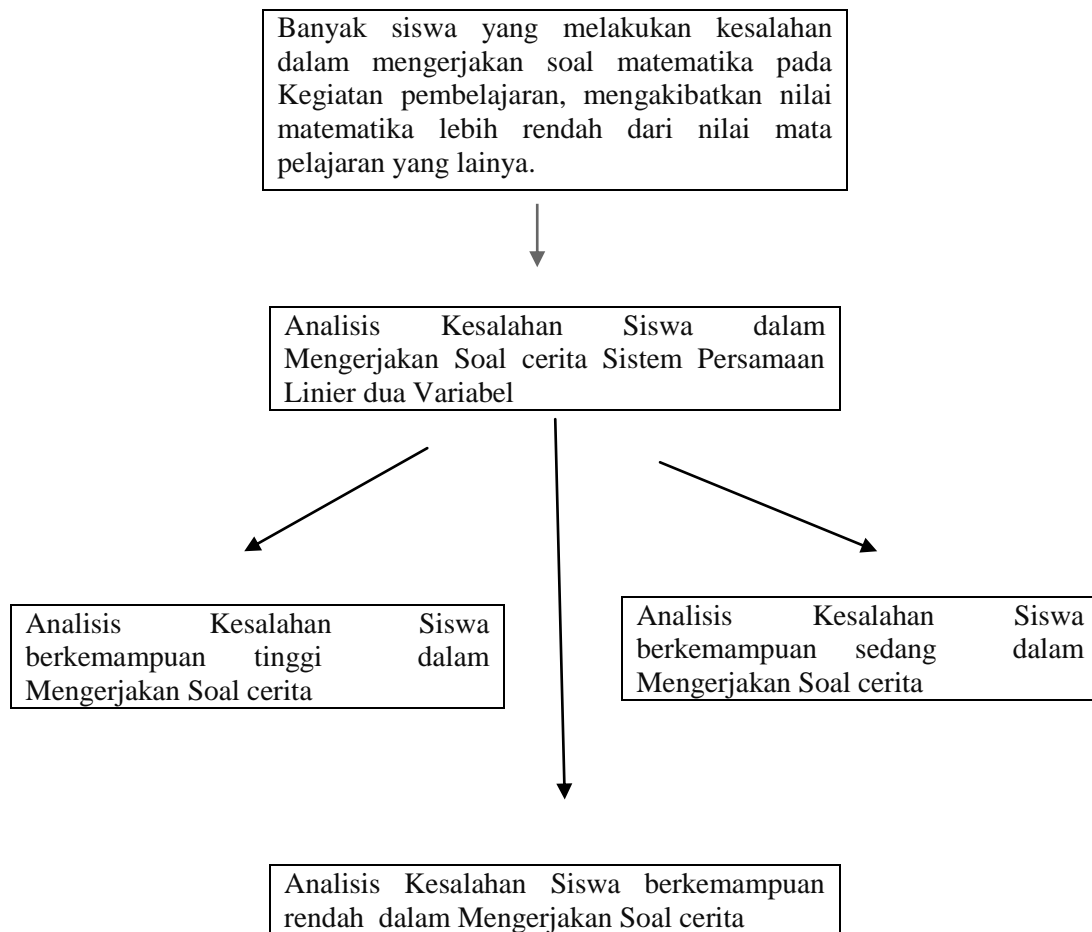 Banyak siswa yang melakukan kesalahan
dalam mengerjakan soal matematika pada
Kegiatan pembelajaran, mengakibatkan nilai
matematika lebih rendah dari nilai mata
pelajaran yang lainya.
Analisis Kesalahan Siswa dalam
Mengerjakan Soal cerita Sistem Persamaan
Linier dua Variabel
Analisis Kesalahan Siswa
berkemampuan tinggi dalam
Mengerjakan Soal cerita
Analisis Kesalahan Siswa
berkemampuan sedang dalam
Mengerjakan Soal cerita
Analisis Kesalahan Siswa berkemampuan
rendah dalam Mengerjakan Soal cerita